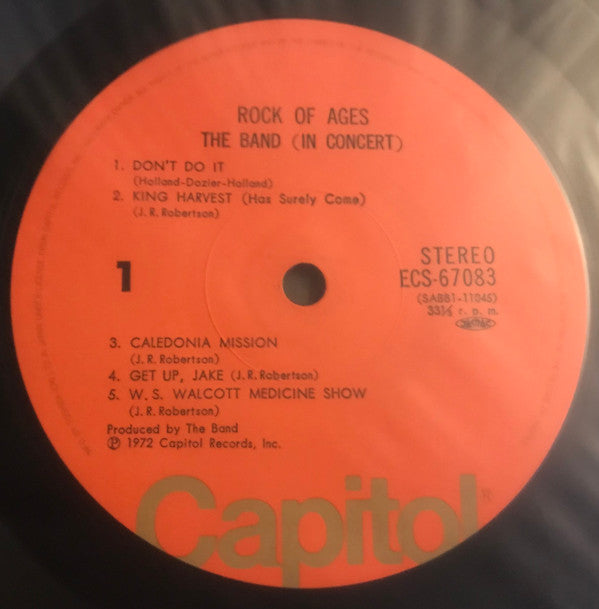 ROCK OF AGES
THE BAND (IN CONCERT)
1. DON'T DO IT
(Holland-Dozier-Holland)
2. KING HARVEST (Has Surely Come)
(J.R.Robertson)
1
STEREO
ECS-67083
(SABB1-11045)
33⅓ r.p.m.
3. CALEDONIA MISSION
(J.R.Robertson)
4. GET UP, JAKE (J.R.Robertson)
5. W.S. WALCOTT MEDICINE SHOW
(J.R.Robertson)
Produced by The Band
℗ 1972 Capitol Records, Inc.
Capitol®